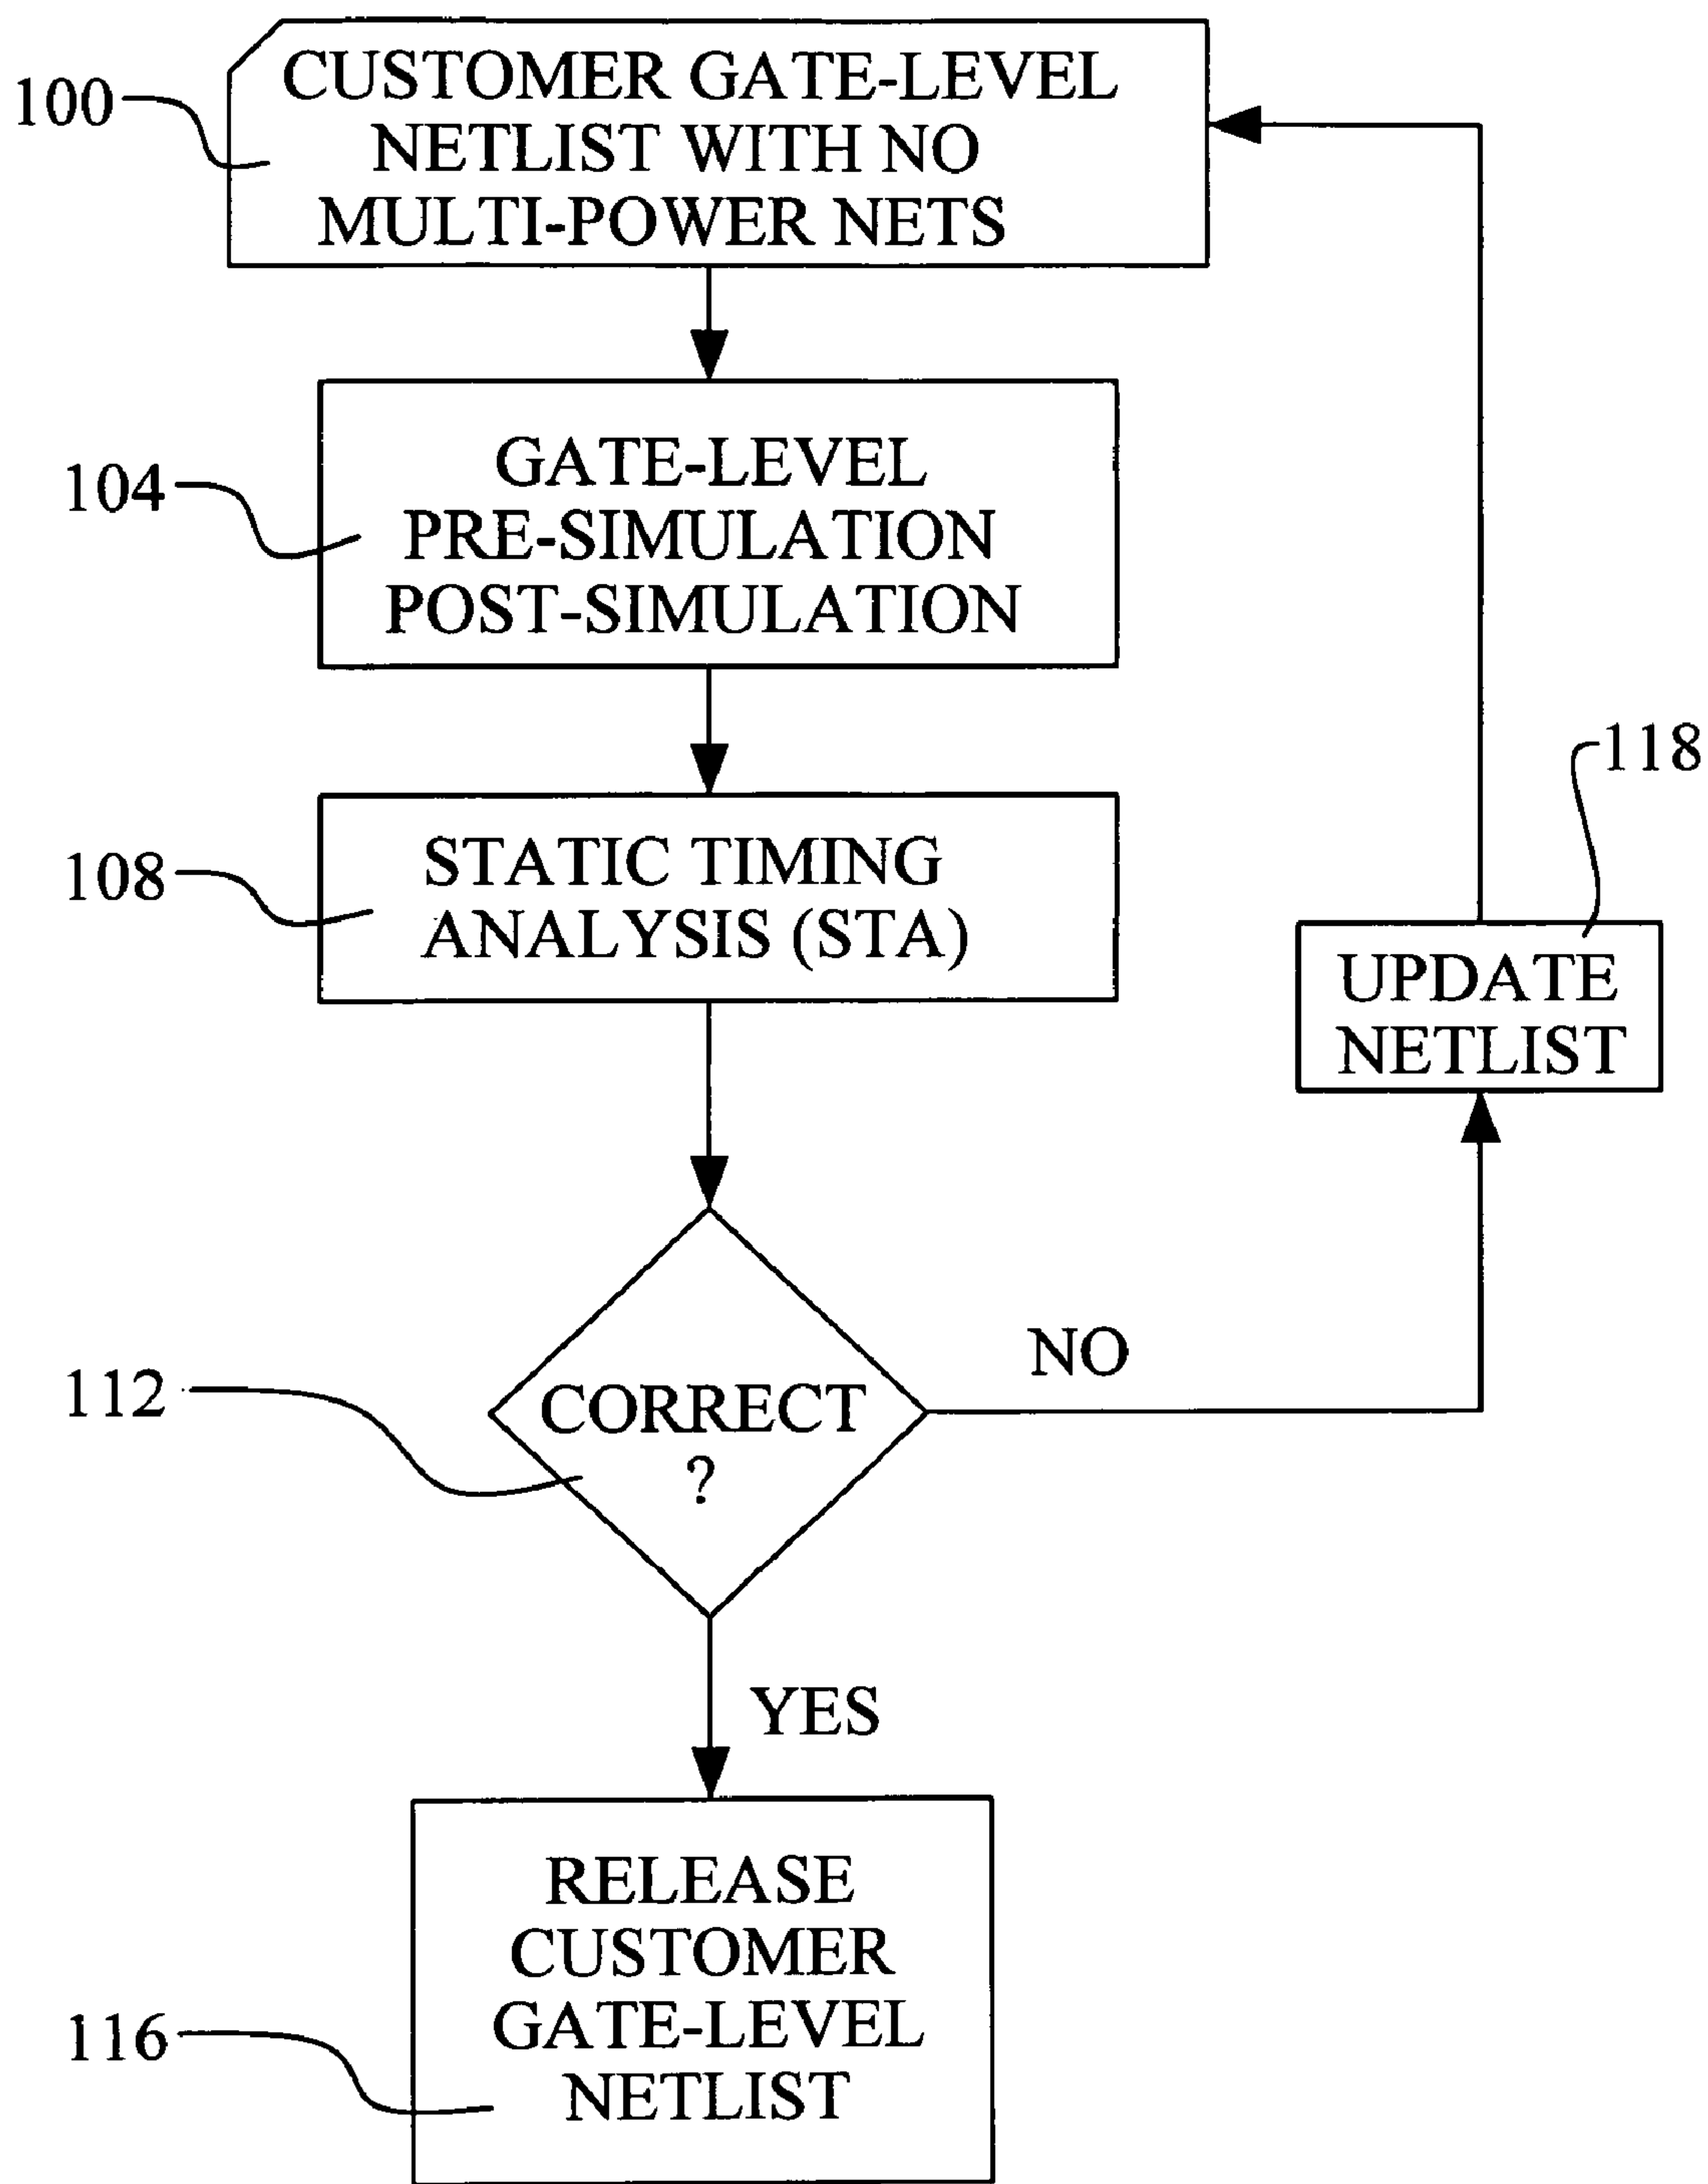 100
CUSTOMER GATE-LEVEL
NETLIST WITH NO
MULTI-POWER NETS
104
GATE-LEVEL
PRE-SIMULATION
POST-SIMULATION
108
STATIC TIMING
ANALYSIS (STA)
118
UPDATE
NETLIST
112
CORRECT
?
NO
YES
116
RELEASE
CUSTOMER
GATE-LEVEL
NETLIST